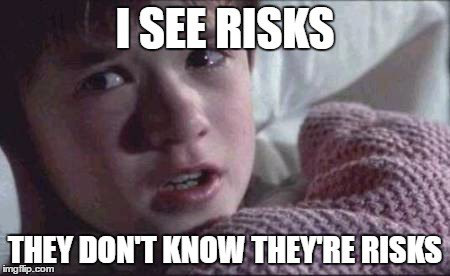 I SEE RISKS
THEY DON'T KNOW THEY'RE RISKS
imgflip.com